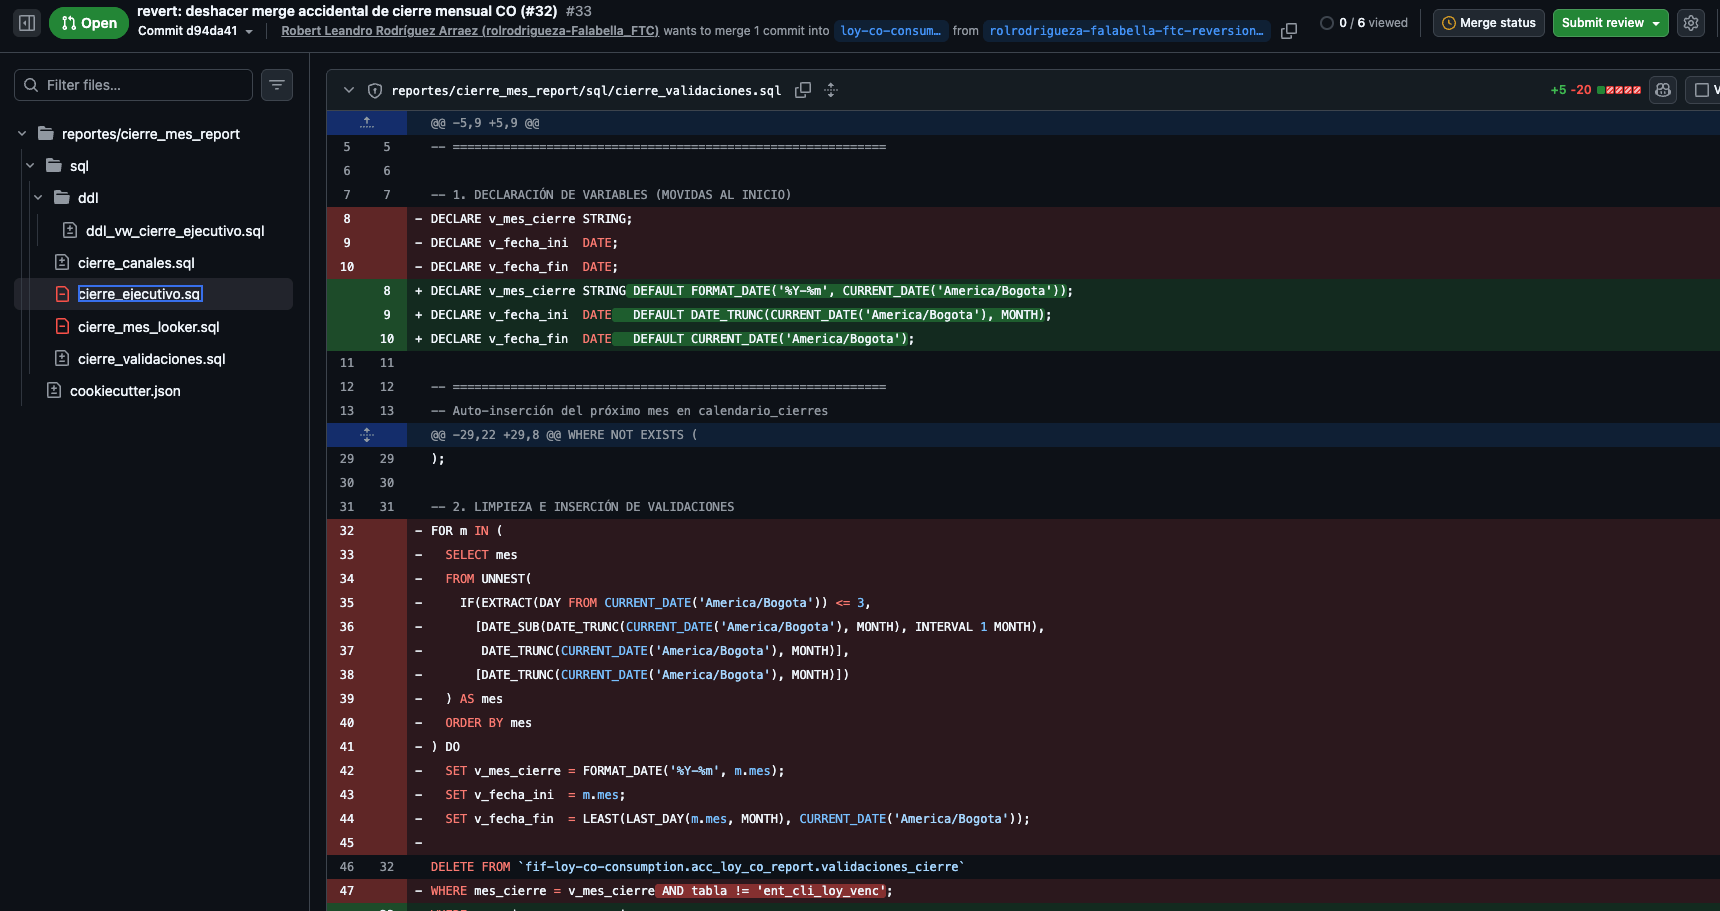 Open
revert: deshacer merge accidental de cierre mensual CO (#32) #33
Commit d94da41
Robert Leandro Rodríguez Arraez (rolrodrigueza-Falabella_FTC) wants to merge 1 commit into loy-co-consum… from rolrodrigueza-falabella-ftc-reversion…
0 / 6 viewed
Merge status
Submit review
Filter files...
reportes/cierre_mes_report
sql
ddl
ddl_vw_cierre_ejecutivo.sql
cierre_canales.sql
cierre_ejecutivo.sq
cierre_mes_looker.sql
cierre_validaciones.sql
cookiecutter.json
reportes/cierre_mes_report/sql/cierre_validaciones.sql
+5 -20
V
@@ -5,9 +5,9 @@
5 5 -- ============================================================
6 6
7 7 -- 1. DECLARACIÓN DE VARIABLES (MOVIDAS AL INICIO)
8 - DECLARE v_mes_cierre STRING;
9 - DECLARE v_fecha_ini  DATE;
10 - DECLARE v_fecha_fin  DATE;
8 + DECLARE v_mes_cierre STRING DEFAULT FORMAT_DATE('%Y-%m', CURRENT_DATE('America/Bogota'));
9 + DECLARE v_fecha_ini  DATE   DEFAULT DATE_TRUNC(CURRENT_DATE('America/Bogota'), MONTH);
10 + DECLARE v_fecha_fin  DATE   DEFAULT CURRENT_DATE('America/Bogota');
11 11
12 12 -- ============================================================
13 13 -- Auto-inserción del próximo mes en calendario_cierres
@@ -29,22 +29,8 @@ WHERE NOT EXISTS (
29 29 );
30 30
31 31 -- 2. LIMPIEZA E INSERCIÓN DE VALIDACIONES
32 - FOR m IN (
33 -   SELECT mes
34 -   FROM UNNEST(
35 -     IF(EXTRACT(DAY FROM CURRENT_DATE('America/Bogota')) <= 3,
36 -       [DATE_SUB(DATE_TRUNC(CURRENT_DATE('America/Bogota'), MONTH), INTERVAL 1 MONTH),
37 -        DATE_TRUNC(CURRENT_DATE('America/Bogota'), MONTH)],
38 -       [DATE_TRUNC(CURRENT_DATE('America/Bogota'), MONTH)])
39 -   ) AS mes
40 -   ORDER BY mes
41 - ) DO
42 -   SET v_mes_cierre = FORMAT_DATE('%Y-%m', m.mes);
43 -   SET v_fecha_ini  = m.mes;
44 -   SET v_fecha_fin  = LEAST(LAST_DAY(m.mes, MONTH), CURRENT_DATE('America/Bogota'));
45 -
46 32 DELETE FROM `fif-loy-co-consumption.acc_loy_co_report.validaciones_cierre`
47 - WHERE mes_cierre = v_mes_cierre AND tabla != 'ent_cli_loy_venc';